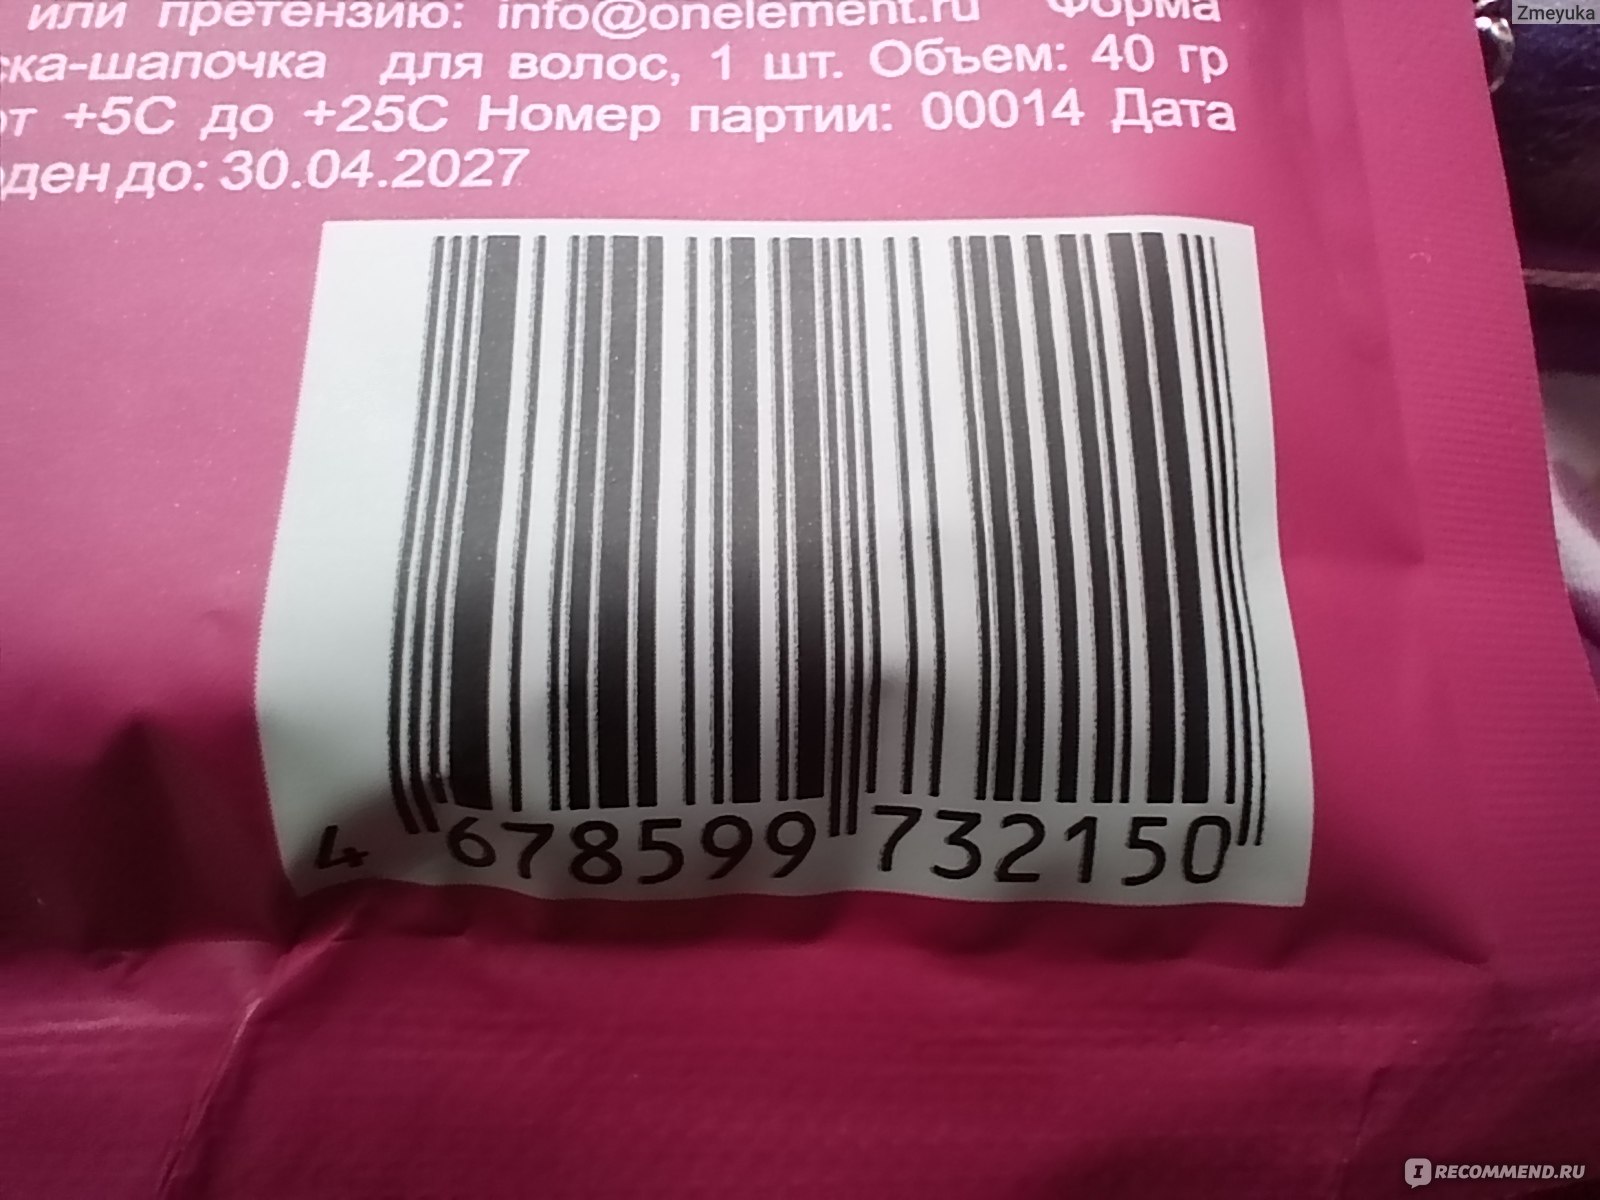 Zmeyuka
или претензию: info@onelement.ru Форма
ска-шапочка для волос, 1 шт. Объем: 40 гр
от +5С до +25С Номер партии: 00014 Дата
оден до: 30.04.2027
4 678599 732150
IRECOMMEND.RU